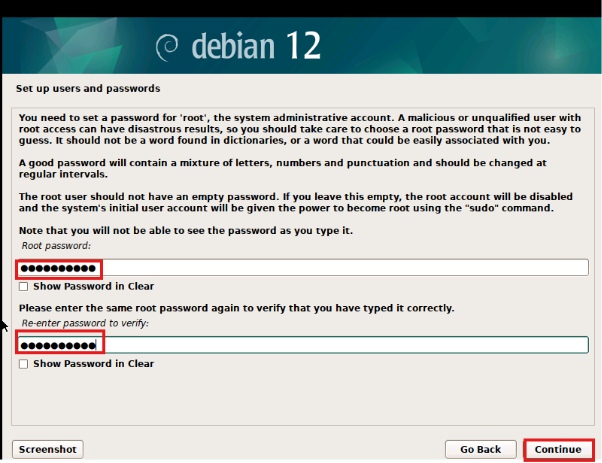 debian 12
Set up users and passwords
You need to set a password for 'root', the system administrative account. A malicious or unqualified user with
root access can have disastrous results, so you should take care to choose a root password that is not easy to
guess. It should not be a word found in dictionaries, or a word that could be easily associated with you.
A good password will contain a mixture of letters, numbers and punctuation and should be changed at
regular intervals.
The root user should not have an empty password. If you leave this empty, the root account will be disabled
and the system's initial user account will be given the power to become root using the "sudo" command.
Note that you will not be able to see the password as you type it.
Root password:
●●●●●●●●●●
Show Password in Clear
Please enter the same root password again to verify that you have typed it correctly.
Re-enter password to verify:
●●●●●●●●●●
Show Password in Clear
Screenshot
Go Back
Continue